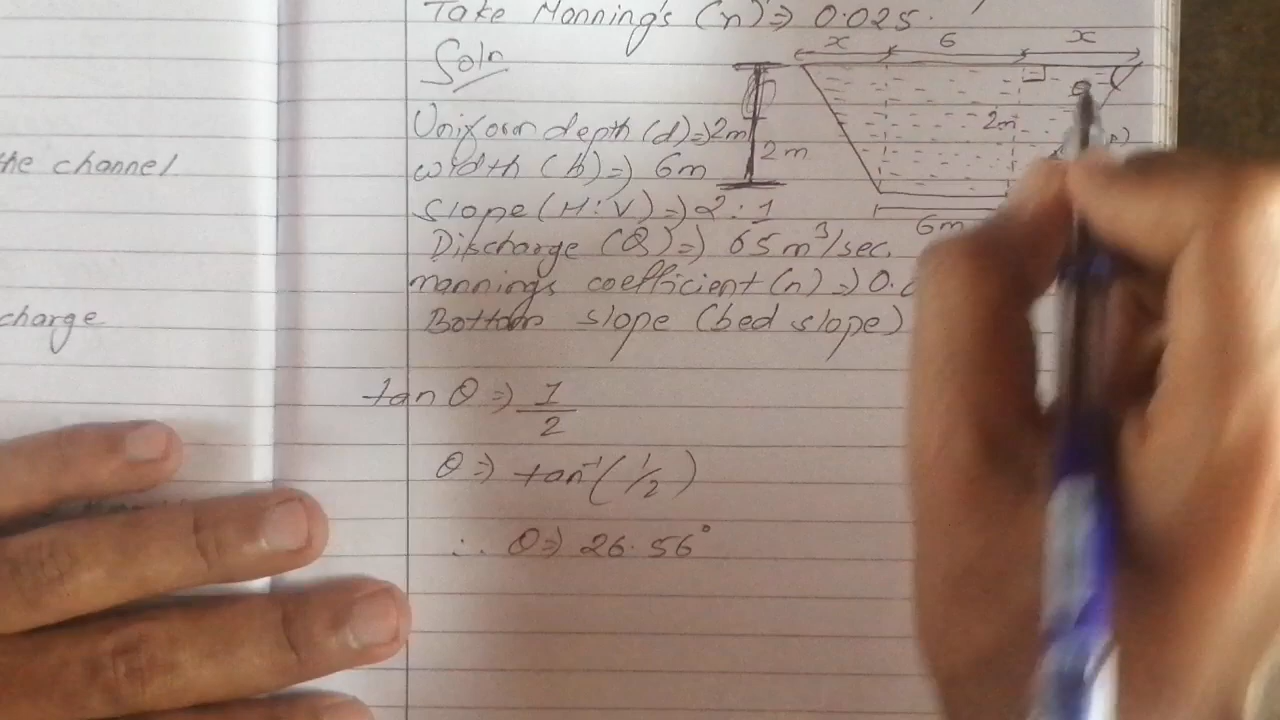 Take Manning's (n) => 0.025.
Soln
x 6 x
θ
Uniform depth (d) => 2m
2m
2m
the channel
width (b) => 6m
Slope (H:V) => 2:1
6m
Discharge (Q) => 65 m³/sec.
mannings coefficient (n) => 0.0
charge
Bottom slope (bed slope)
tan θ => 1/2
θ => tan⁻¹(1/2)
∴ θ => 26.56°